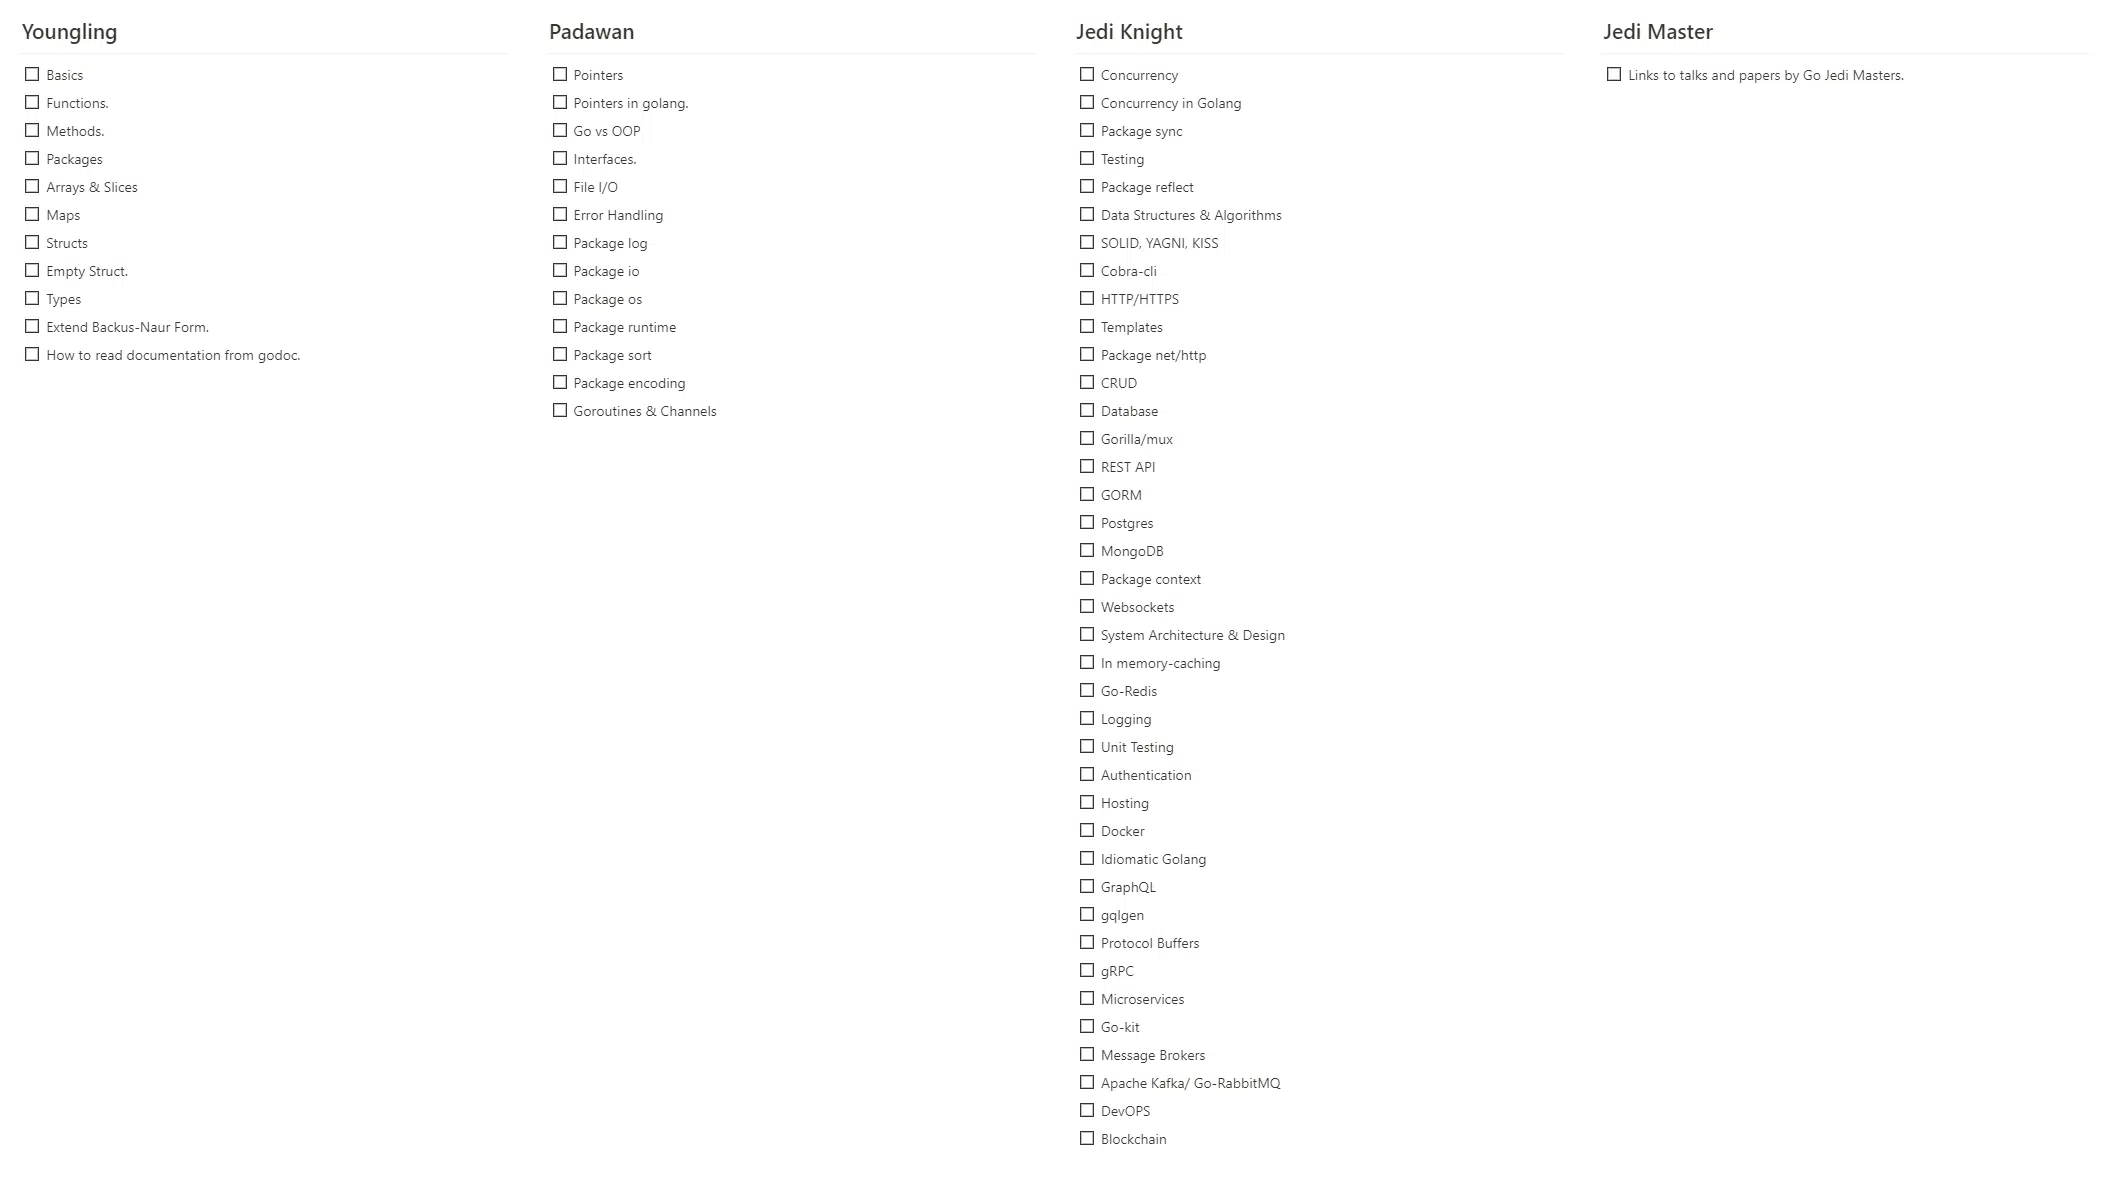 Youngling
Basics
Functions.
Methods.
Packages
Arrays & Slices
Maps
Structs
Empty Struct.
Types
Extend Backus-Naur Form.
How to read documentation from godoc.
Padawan
Pointers
Pointers in golang.
Go vs OOP
Interfaces.
File I/O
Error Handling
Package log
Package io
Package os
Package runtime
Package sort
Package encoding
Goroutines & Channels
Jedi Knight
Concurrency
Concurrency in Golang
Package sync
Testing
Package reflect
Data Structures & Algorithms
SOLID, YAGNI, KISS
Cobra-cli
HTTP/HTTPS
Templates
Package net/http
CRUD
Database
Gorilla/mux
REST API
GORM
Postgres
MongoDB
Package context
Websockets
System Architecture & Design
In memory-caching
Go-Redis
Logging
Unit Testing
Authentication
Hosting
Docker
Idiomatic Golang
GraphQL
gqlgen
Protocol Buffers
gRPC
Microservices
Go-kit
Message Brokers
Apache Kafka/ Go-RabbitMQ
DevOPS
Blockchain
Jedi Master
Links to talks and papers by Go Jedi Masters.